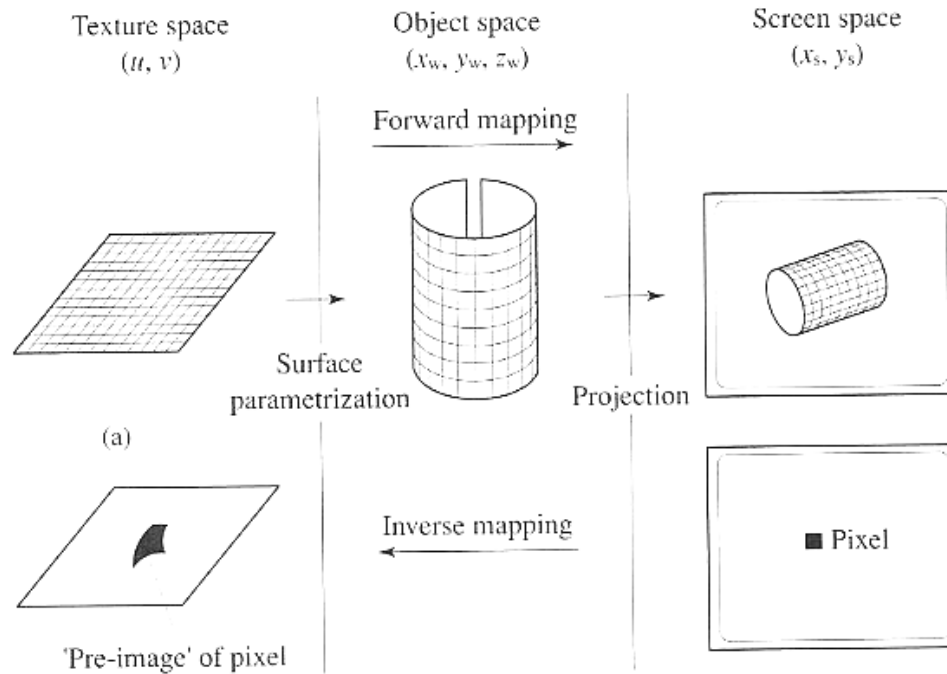 Texture space
(u, v)
Object space
(xw, yw, zw)
Screen space
(xs, ys)
Forward mapping
Surface
parametrization
Projection
(a)
Inverse mapping
Pixel
'Pre-image' of pixel